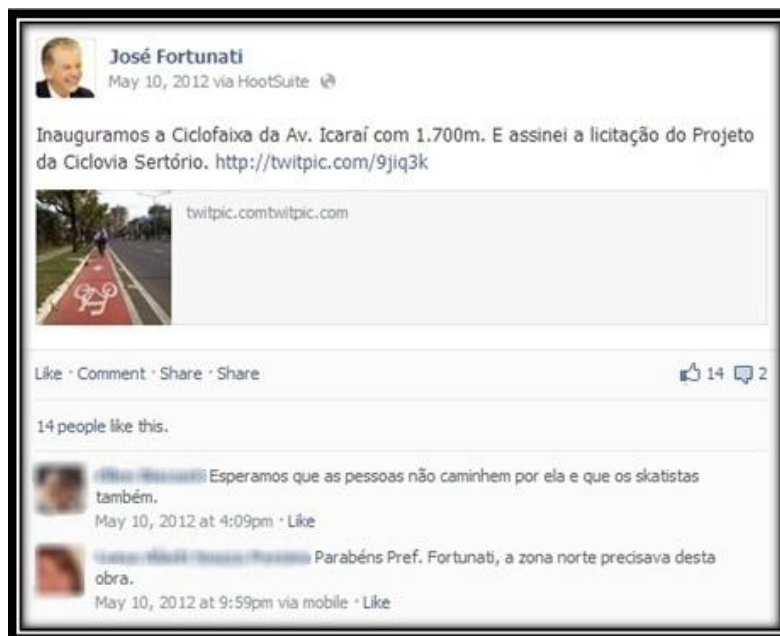 José Fortunati
May 10, 2012 via HootSuite
Inauguramos a Ciclofaixa da Av. Icaraí com 1.700m. E assinei a licitação do Projeto
da Ciclovia Sertório. http://twitpic.com/9jiq3k
twitpic.comtwitpic.com
Like · Comment · Share · Share 14 2
14 people like this.
Esperamos que as pessoas não caminhem por ela e que os skatistas
também.
May 10, 2012 at 4:09pm · Like
Parabéns Pref. Fortunati, a zona norte precisava desta
obra.
May 10, 2012 at 9:59pm via mobile · Like